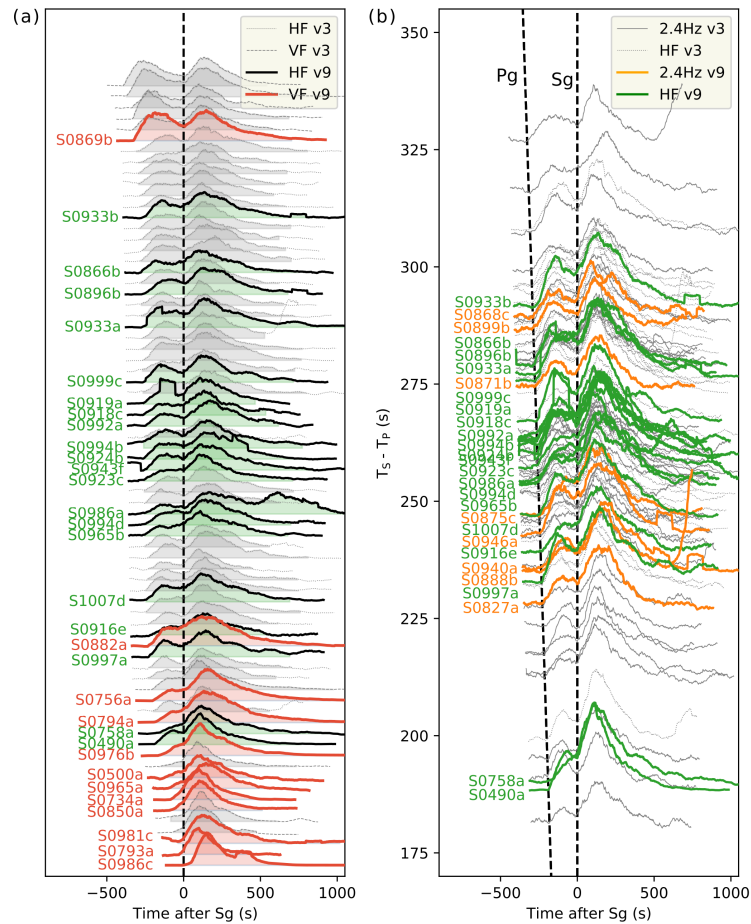 (a)
HF v3
VF v3
HF v9
VF v9
S0869b
S0933b
S0866b
S0896b
S0933a
S0999c
S0919a
S0918c
S0992a
S0994b
S0924b
S0943f
S0923c
S0986a
S0994d
S0965b
S1007d
S0916e
S0882a
S0997a
S0756a
S0794a
S0758a
S0490a
S0976b
S0500a
S0965a
S0734a
S0850a
S0981c
S0793a
S0986c
−500 0 500 1000
Time after Sg (s)
(b)
2.4Hz v3
HF v3
2.4Hz v9
HF v9
Pg
Sg
350
325
300
275
250
225
200
175
T_S - T_P (s)
S0933b
S0868c
S0899b
S0866b
S0896b
S0933a
S0871b
S0999c
S0919a
S0918c
S0992a
S0994b
S0924b
S0923c
S0986a
S0994d
S0965b
S0875c
S1007d
S0946a
S0916e
S0940a
S0888b
S0997a
S0827a
S0758a
S0490a
−500 0 500 1000
Time after Sg (s)